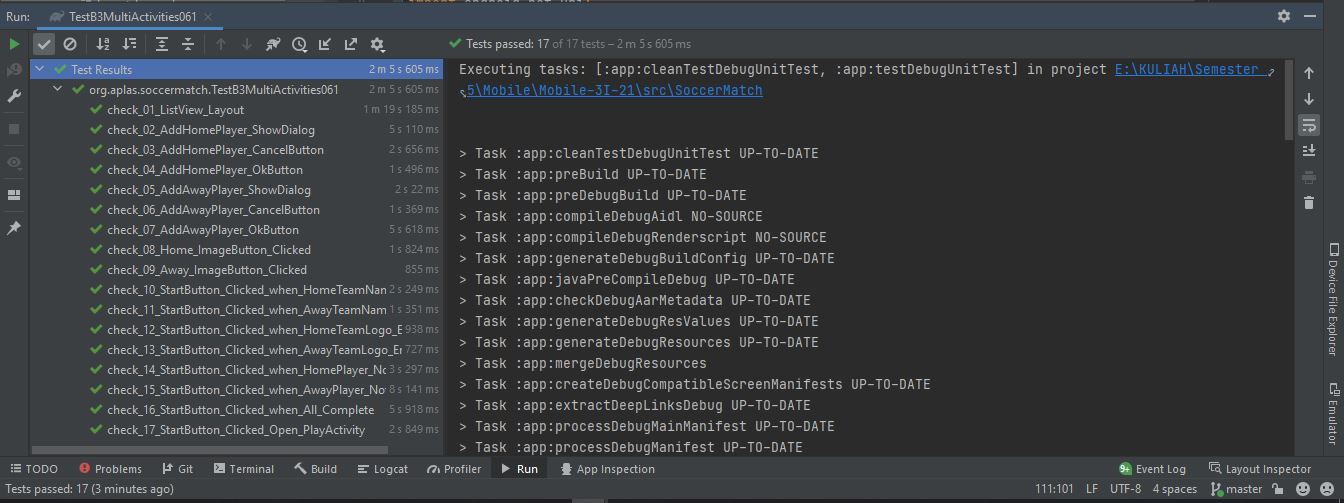 import android.net.Uri;
Run: TestB3MultiActivities061
Tests passed: 17 of 17 tests – 2 m 5 s 605 ms
Test Results 2 m 5 s 605 ms
org.aplas.soccermatch.TestB3MultiActivities061 2 m 5 s 605 ms
check_01_ListView_Layout 1 m 19 s 185 ms
check_02_AddHomePlayer_ShowDialog 5 s 110 ms
check_03_AddHomePlayer_CancelButton 2 s 656 ms
check_04_AddHomePlayer_OkButton 1 s 496 ms
check_05_AddAwayPlayer_ShowDialog 2 s 22 ms
check_06_AddAwayPlayer_CancelButton 1 s 369 ms
check_07_AddAwayPlayer_OkButton 5 s 618 ms
check_08_Home_ImageButton_Clicked 1 s 824 ms
check_09_Away_ImageButton_Clicked 855 ms
check_10_StartButton_Clicked_when_HomeTeamNan 2 s 249 ms
check_11_StartButton_Clicked_when_AwayTeamNam 1 s 351 ms
check_12_StartButton_Clicked_when_HomeTeamLogo_E 938 ms
check_13_StartButton_Clicked_when_AwayTeamLogo_Er 727 ms
check_14_StartButton_Clicked_when_HomePlayer_Nc 3 s 297 ms
check_15_StartButton_Clicked_when_AwayPlayer_No 8 s 141 ms
check_16_StartButton_Clicked_when_All_Complete 5 s 918 ms
check_17_StartButton_Clicked_Open_PlayActivity 2 s 849 ms
Executing tasks: [:app:cleanTestDebugUnitTest, :app:testDebugUnitTest] in project E:\KULIAH\Semester
5\Mobile\Mobile-3I-21\src\SoccerMatch
> Task :app:cleanTestDebugUnitTest UP-TO-DATE
> Task :app:preBuild UP-TO-DATE
> Task :app:preDebugBuild UP-TO-DATE
> Task :app:compileDebugAidl NO-SOURCE
> Task :app:compileDebugRenderscript NO-SOURCE
> Task :app:generateDebugBuildConfig UP-TO-DATE
> Task :app:javaPreCompileDebug UP-TO-DATE
> Task :app:checkDebugAarMetadata UP-TO-DATE
> Task :app:generateDebugResValues UP-TO-DATE
> Task :app:generateDebugResources UP-TO-DATE
> Task :app:mergeDebugResources
> Task :app:createDebugCompatibleScreenManifests UP-TO-DATE
> Task :app:extractDeepLinksDebug UP-TO-DATE
> Task :app:processDebugMainManifest UP-TO-DATE
> Task :app:processDebugManifest UP-TO-DATE
Device File Explorer
Emulator
TODO Problems Git Terminal Build Logcat Profiler Run App Inspection 9+ Event Log Layout Inspector
Tests passed: 17 (3 minutes ago) 111:101 LF UTF-8 4 spaces master